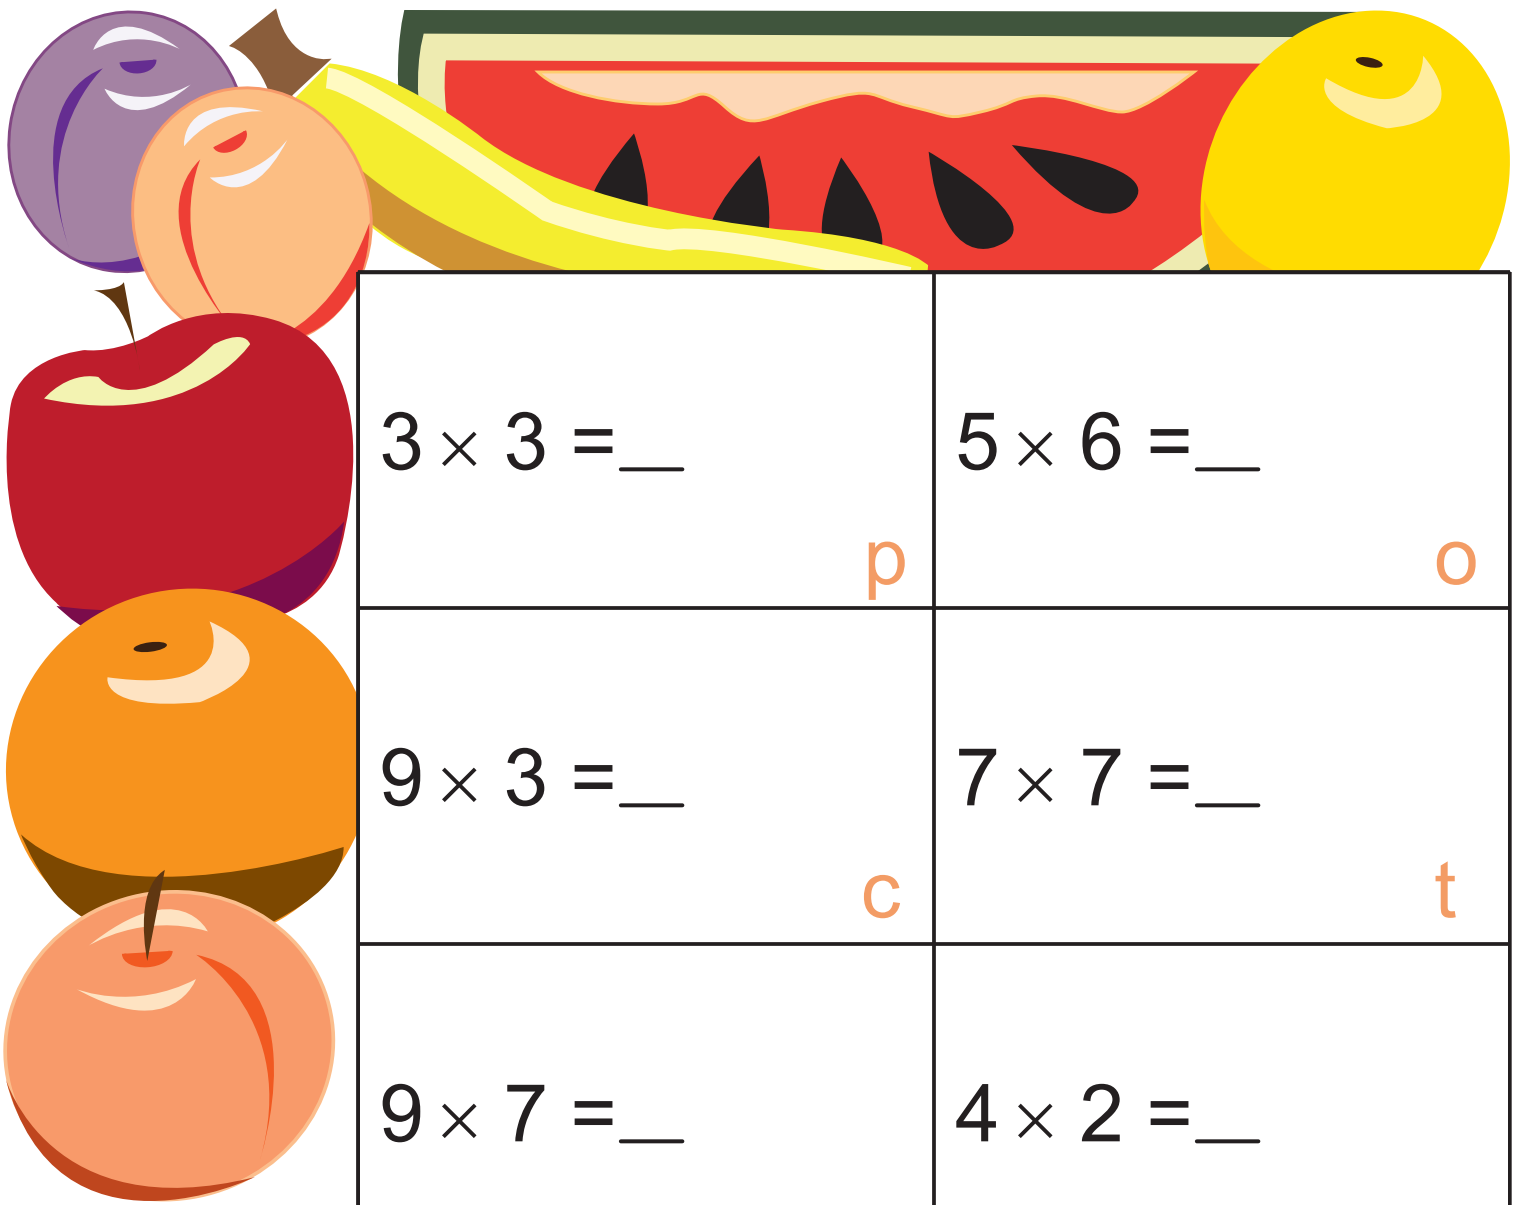 3 × 3 =__
5 × 6 =__
p
o
9 × 3 =__
7 × 7 =__
c
t
9 × 7 =__
4 × 2 =__